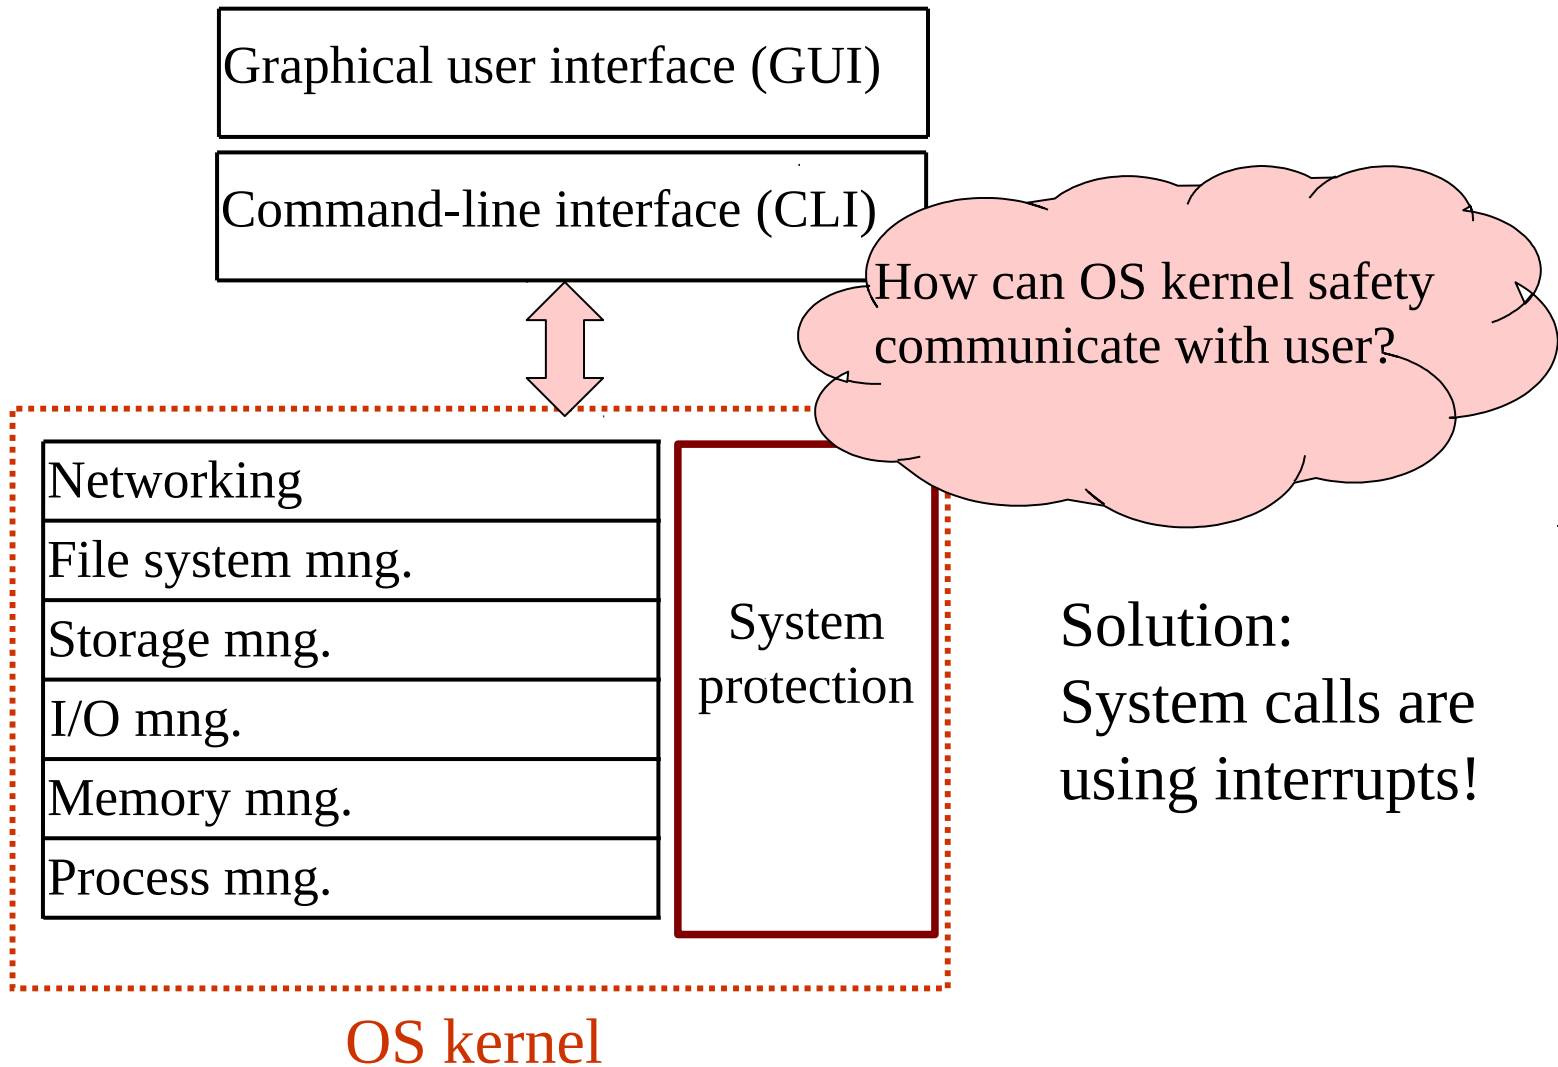 Graphical user interface (GUI)
Command-line interface (CLI)
How can OS kernel safety
communicate with user?
Networking
File system mng.
Storage mng.
I/O mng.
Memory mng.
Process mng.
System
protection
Solution:
System calls are
using interrupts!
OS kernel